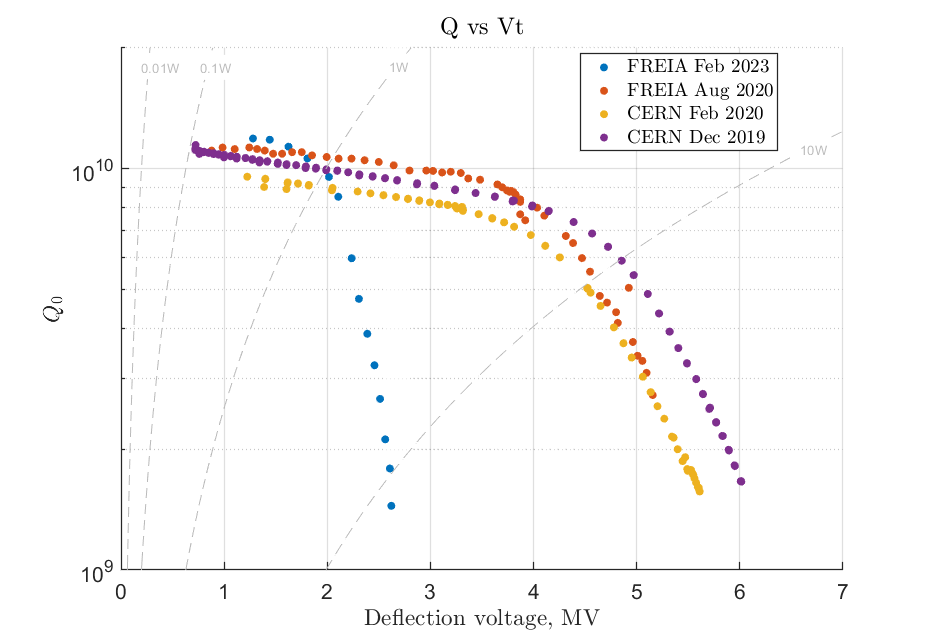 Q vs Vt
0.01W
0.1W
1W
10W
FREIA Feb 2023
FREIA Aug 2020
CERN Feb 2020
CERN Dec 2019
10^10
10^9
Q_0
0 1 2 3 4 5 6 7
Deflection voltage, MV